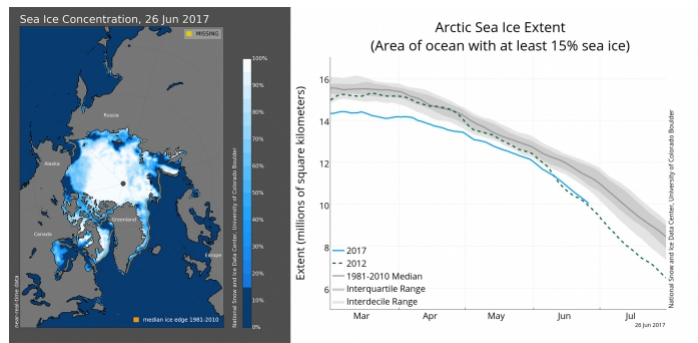 Sea Ice Concentration, 26 Jun 2017
MISSING
100%
90%
80%
70%
60%
50%
40%
30%
20%
10%
0%
Russia
Alaska
Greenland
Canada
Europe
near-real-time data
median ice edge 1981-2010
National Snow and Ice Data Center, University of Colorado Boulder
Arctic Sea Ice Extent
(Area of ocean with at least 15% sea ice)
Extent (millions of square kilometers)
16
14
12
10
8
6
2017
2012
1981-2010 Median
Interquartile Range
Interdecile Range
Mar Apr May Jun Jul
26 Jun 2017
National Snow and Ice Data Center, University of Colorado Boulder